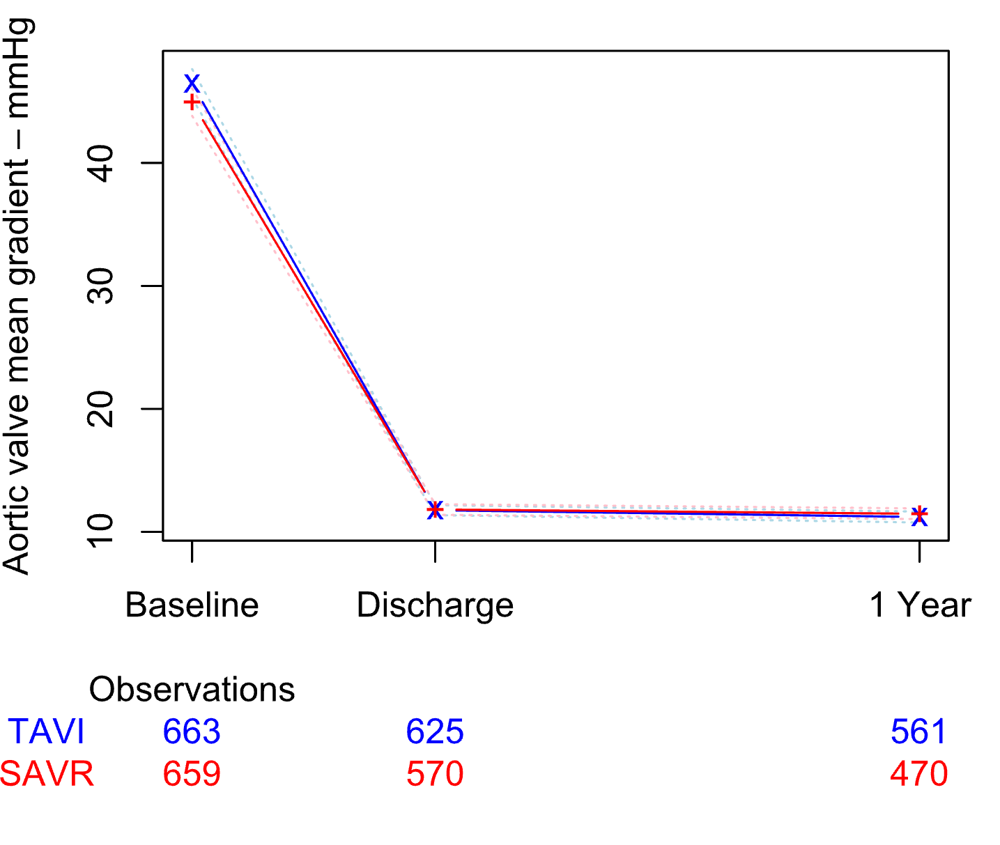 Aortic valve mean gradient – mmHg
40
30
20
10
Baseline Discharge 1 Year
Observations
TAVI 663 625 561
SAVR 659 570 470